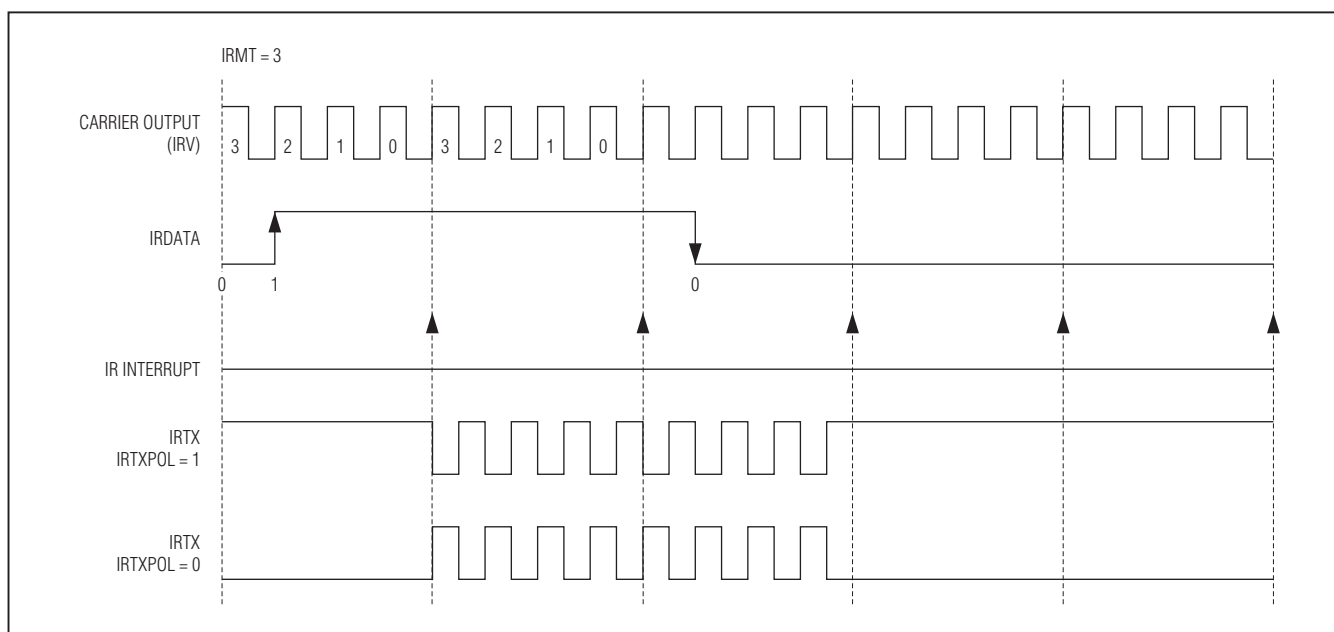 IRMT = 3
CARRIER OUTPUT
(IRV)
3 2 1 0 3 2 1 0
IRDATA
0 1 0
IR INTERRUPT
IRTX
IRTXPOL = 1
IRTX
IRTXPOL = 0